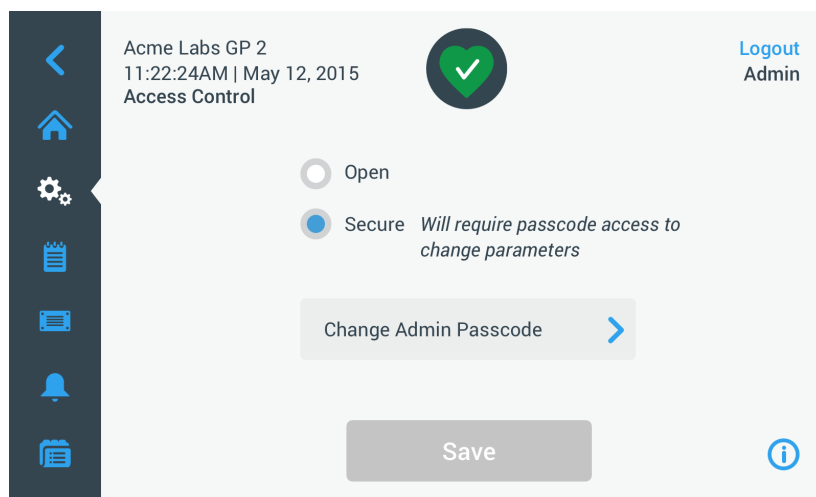 Acme Labs GP 2
11:22:24AM | May 12, 2015
Access Control
Logout
Admin
Open
Secure Will require passcode access to
change parameters
Change Admin Passcode
Save